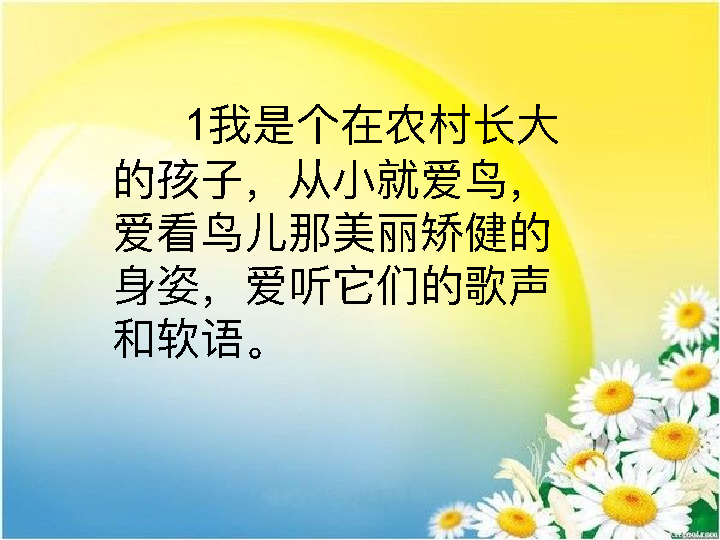 1我是个在农村长大
的孩子，从小就爱鸟，
爱看鸟儿那美丽矫健的
身姿，爱听它们的歌声
和软语。